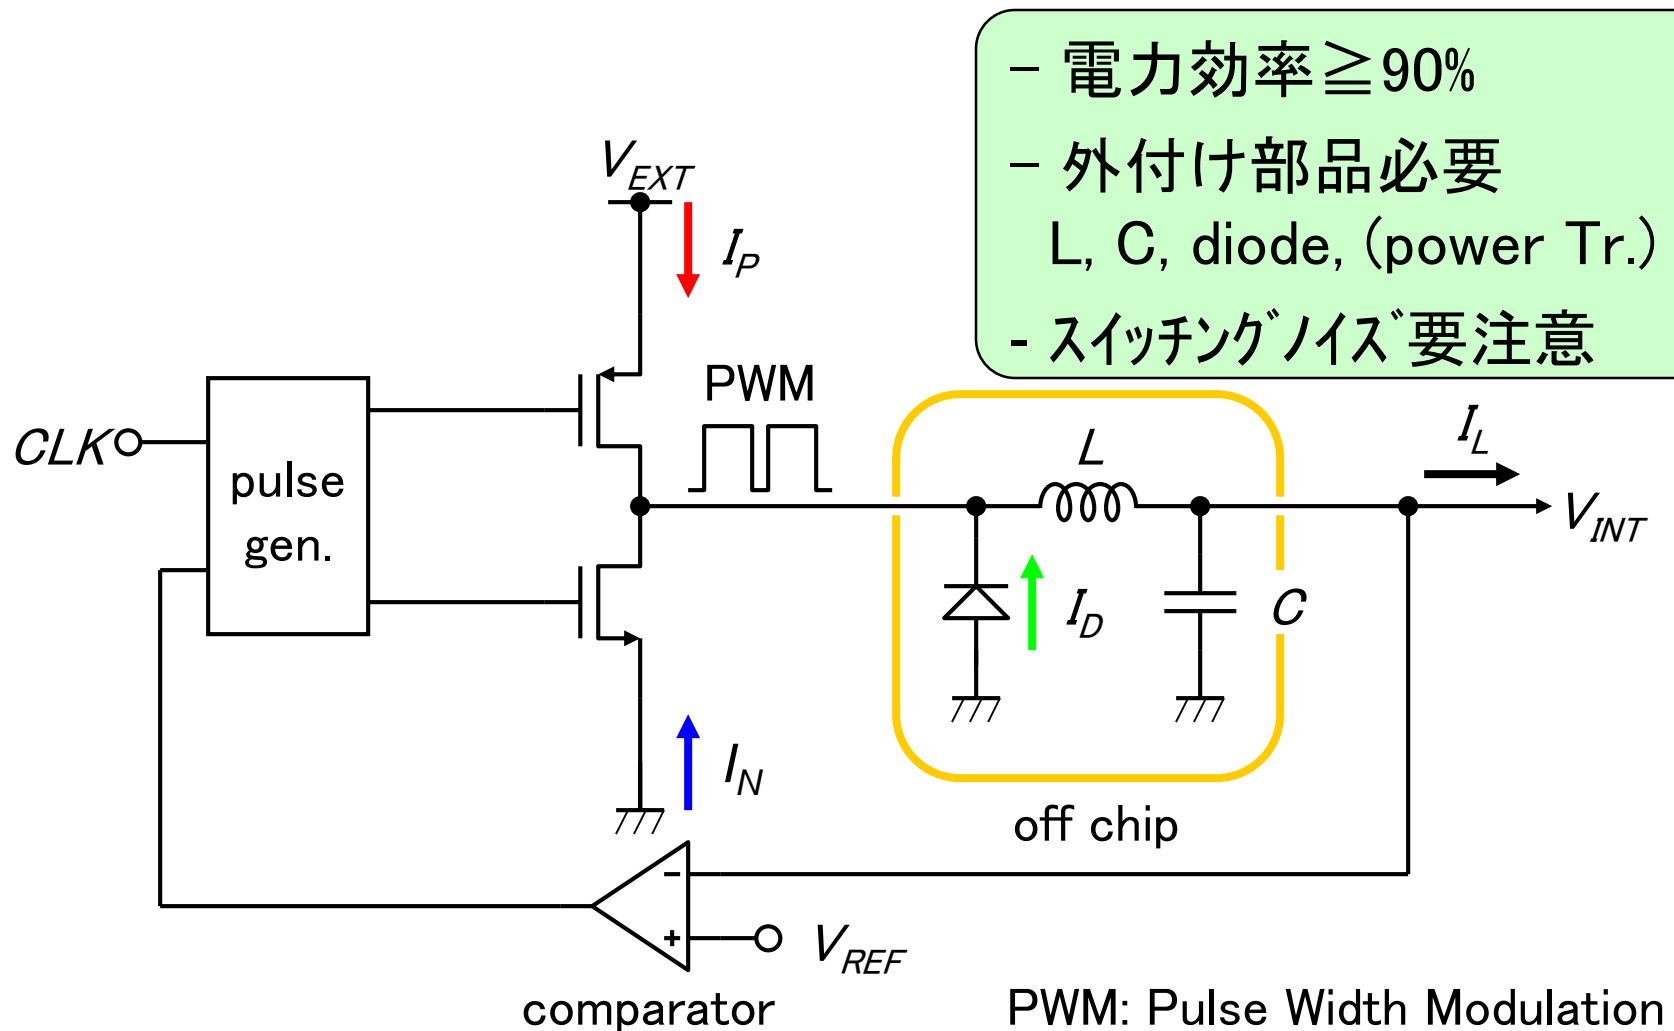 - 電力効率≧90%
- 外付け部品必要
L, C, diode, (power Tr.)
- スイッチングノイズ要注意
V_EXT
I_P
PWM
CLK
pulse
gen.
L
I_L
V_INT
I_D
C
I_N
off chip
-
+
V_REF
comparator
PWM: Pulse Width Modulation